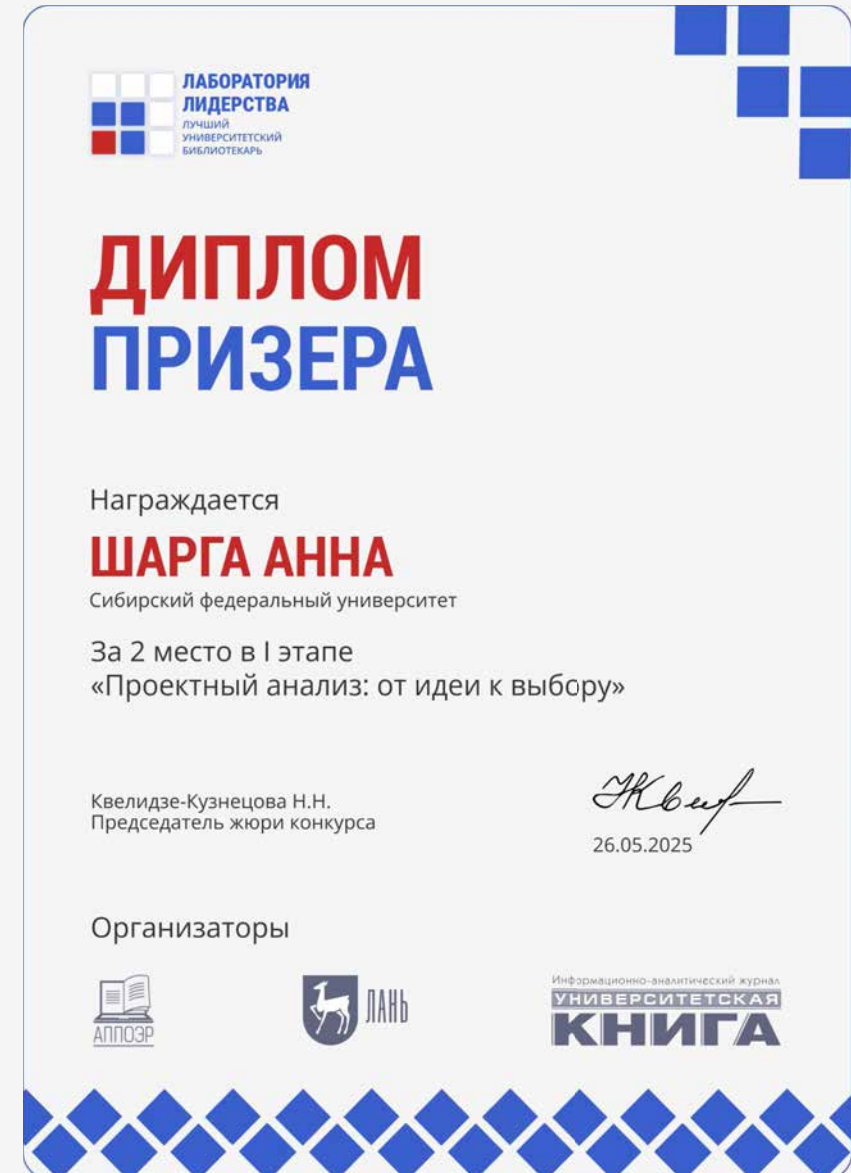 ЛАБОРАТОРИЯ
ЛИДЕРСТВА
ЛУЧШИЙ
УНИВЕРСИТЕТСКИЙ
БИБЛИОТЕКАРЬ
ДИПЛОМ
ПРИЗЕРА
Награждается
ШАРГА АННА
Сибирский федеральный университет
За 2 место в I этапе
«Проектный анализ: от идеи к выбору»
Квелидзе-Кузнецова Н.Н.
Председатель жюри конкурса
26.05.2025
Организаторы
АППОЭР
ЛАНЬ
Информационно-аналитический журнал
УНИВЕРСИТЕТСКАЯ
КНИГА